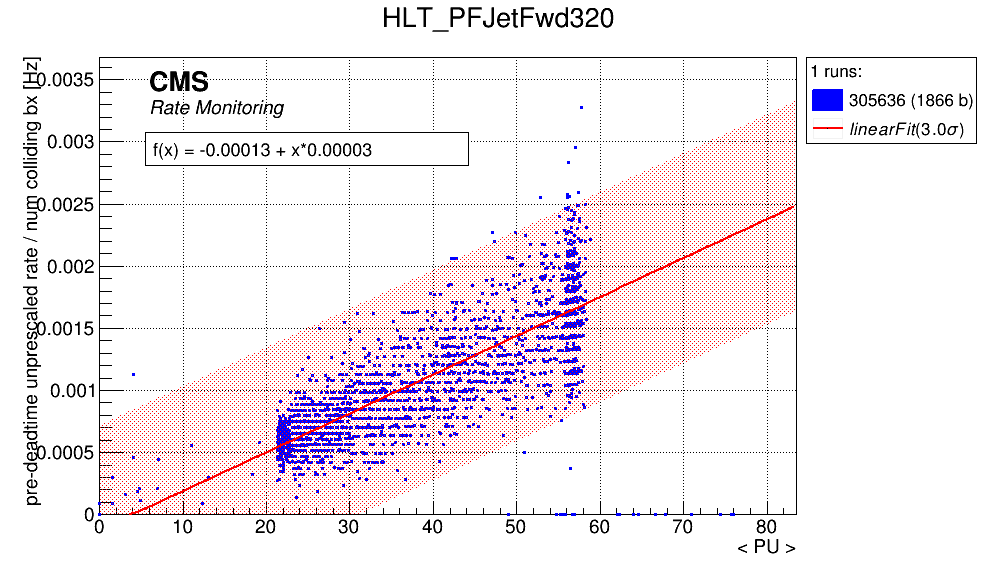 HLT_PFJetFwd320
pre-deadtime unprescaled rate / num colliding bx [Hz]
0.0035
0.003
0.0025
0.002
0.0015
0.001
0.0005
0
CMS
Rate Monitoring
f(x) = -0.00013 + x*0.00003
1 runs:
305636 (1866 b)
linearFit(3.0σ)
0 10 20 30 40 50 60 70 80
< PU >